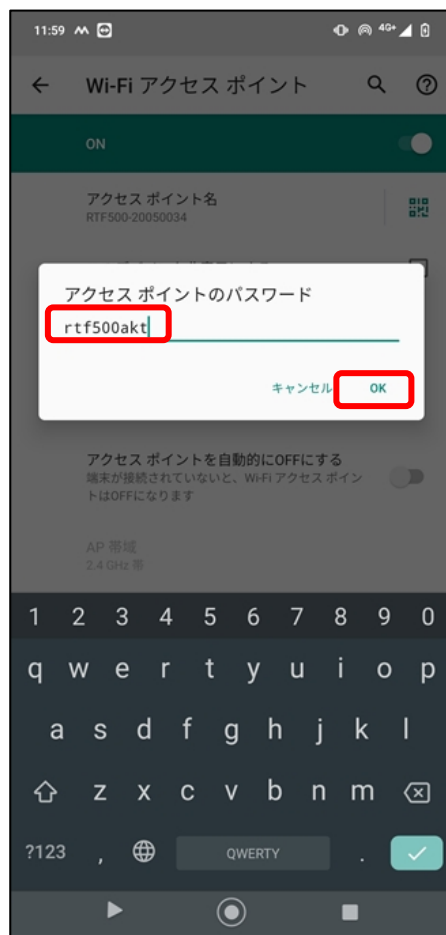 11:59
4G+
Wi-Fi アクセス ポイント
ON
アクセス ポイント名
RTF500-20050034
アクセス ポイントのパスワード
rtf500akt
キャンセル
OK
アクセス ポイントを自動的にOFFにする
端末が接続されていないと、Wi-Fi アクセス ポイン
トはOFFになります
AP 帯域
2.4 GHz 帯
1 2 3 4 5 6 7 8 9 0
q w e r t y u i o p
a s d f g h j k l
z x c v b n m
?123 , QWERTY .